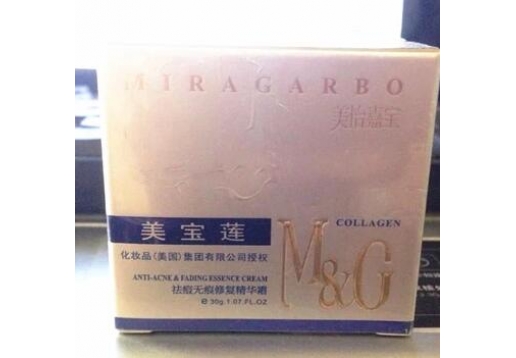 MIRAGARBO
美怡嘉宝
美宝莲
COLLAGEN
化妆品(美国)集团有限公司授权
M&G
ANTI-ACNE & FADING ESSENCE CREAM
祛痘无痕修复精华霜
℮ 30g.1.07.FL.OZ